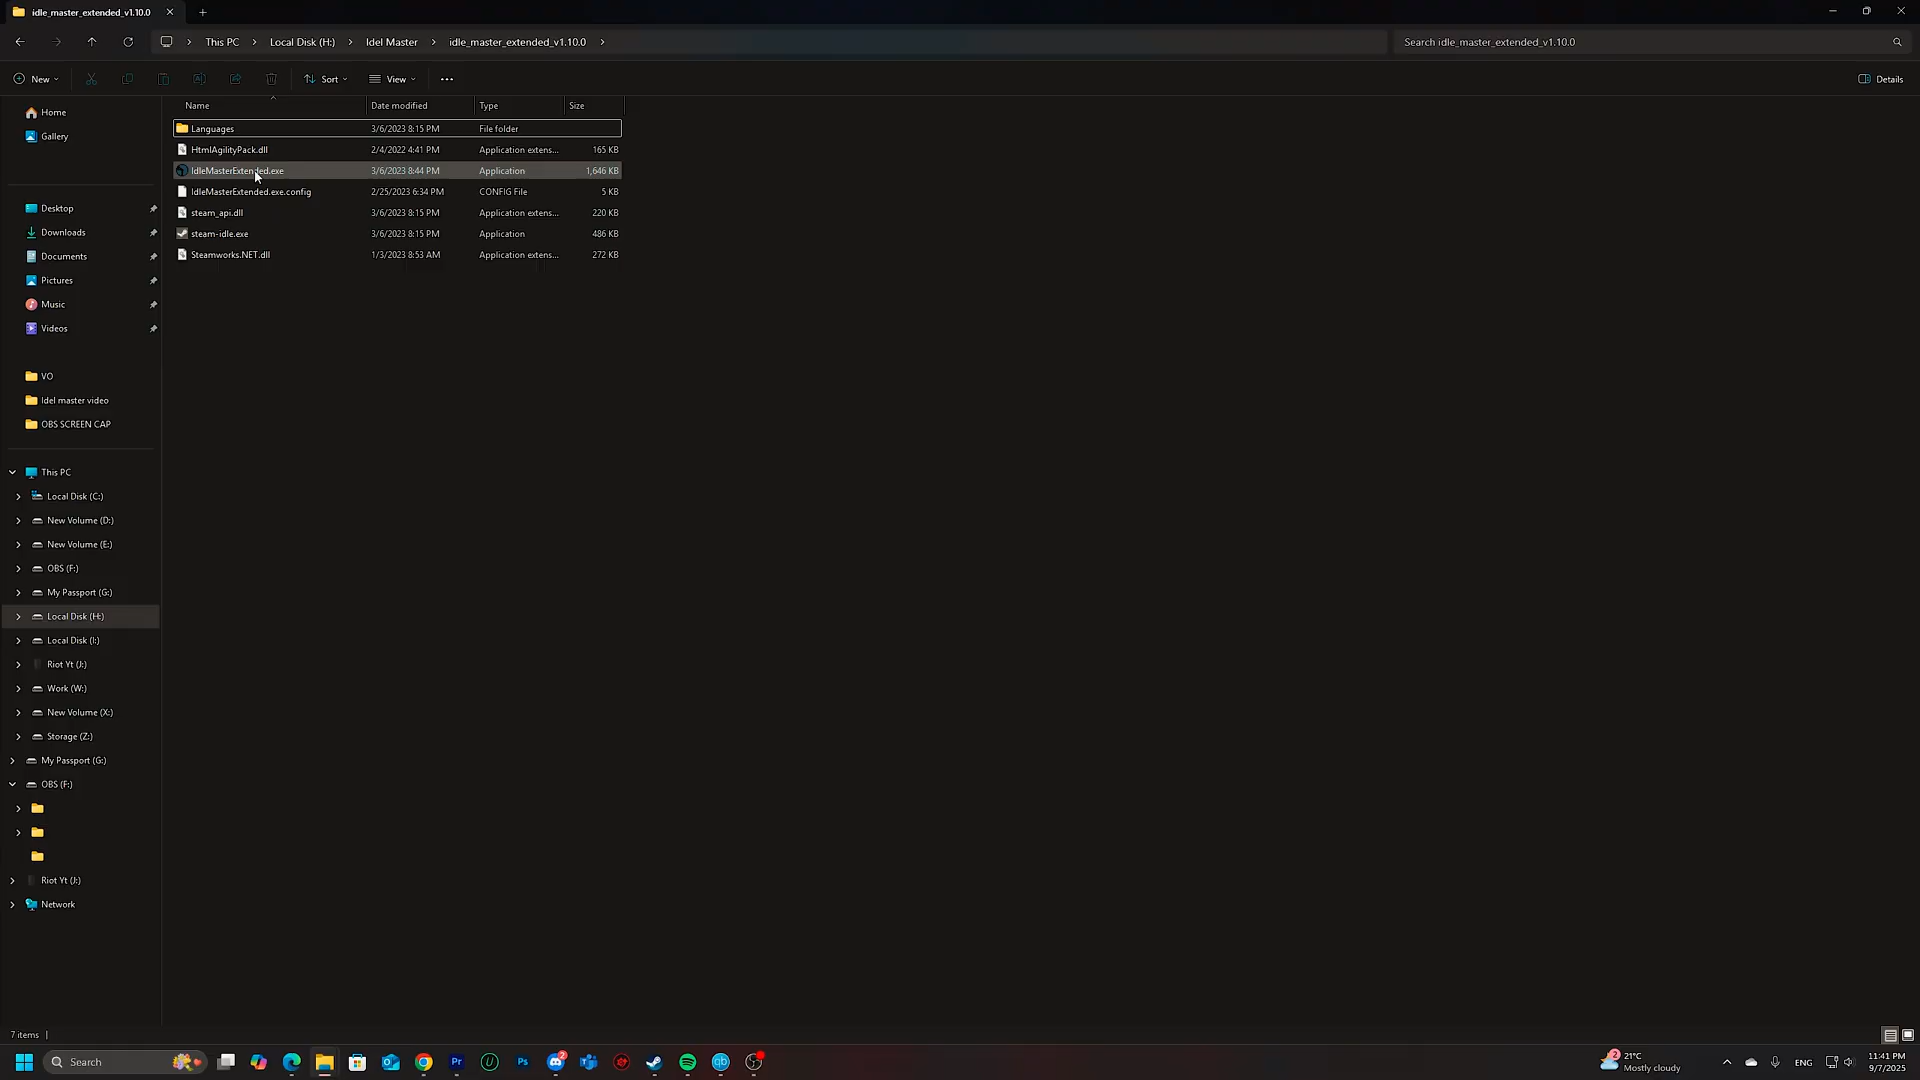 idle_master_extended_v1.10.0
This PC > Local Disk (H:) > Idel Master > idle_master_extended_v1.10.0 >
Search idle_master_extended_v1.10.0
New
Sort
View
Details
Name Date modified Type Size
Languages 3/6/2023 8:15 PM File folder
HtmlAgilityPack.dll 2/4/2022 4:41 PM Application extens... 165 KB
IdleMasterExtended.exe 3/6/2023 8:44 PM Application 1,646 KB
IdleMasterExtended.exe.config 2/25/2023 6:34 PM CONFIG File 5 KB
steam_api.dll 3/6/2023 8:15 PM Application extens... 220 KB
steam-idle.exe 3/6/2023 8:15 PM Application 486 KB
Steamworks.NET.dll 1/3/2023 8:53 AM Application extens... 272 KB
Home
Gallery
Desktop
Downloads
Documents
Pictures
Music
Videos
VO
Idel master video
OBS SCREEN CAP
This PC
Local Disk (C:)
New Volume (D:)
New Volume (E:)
OBS (F:)
My Passport (G:)
Local Disk (H:)
Local Disk (I:)
Riot Yt (J:)
Work (W:)
New Volume (X:)
Storage (Z:)
My Passport (G:)
OBS (F:)
Riot Yt (J:)
Network
7 items
Search
Pr
Ps
2
qb
2
21°C
Mostly cloudy
ENG
11:41 PM
9/7/2025